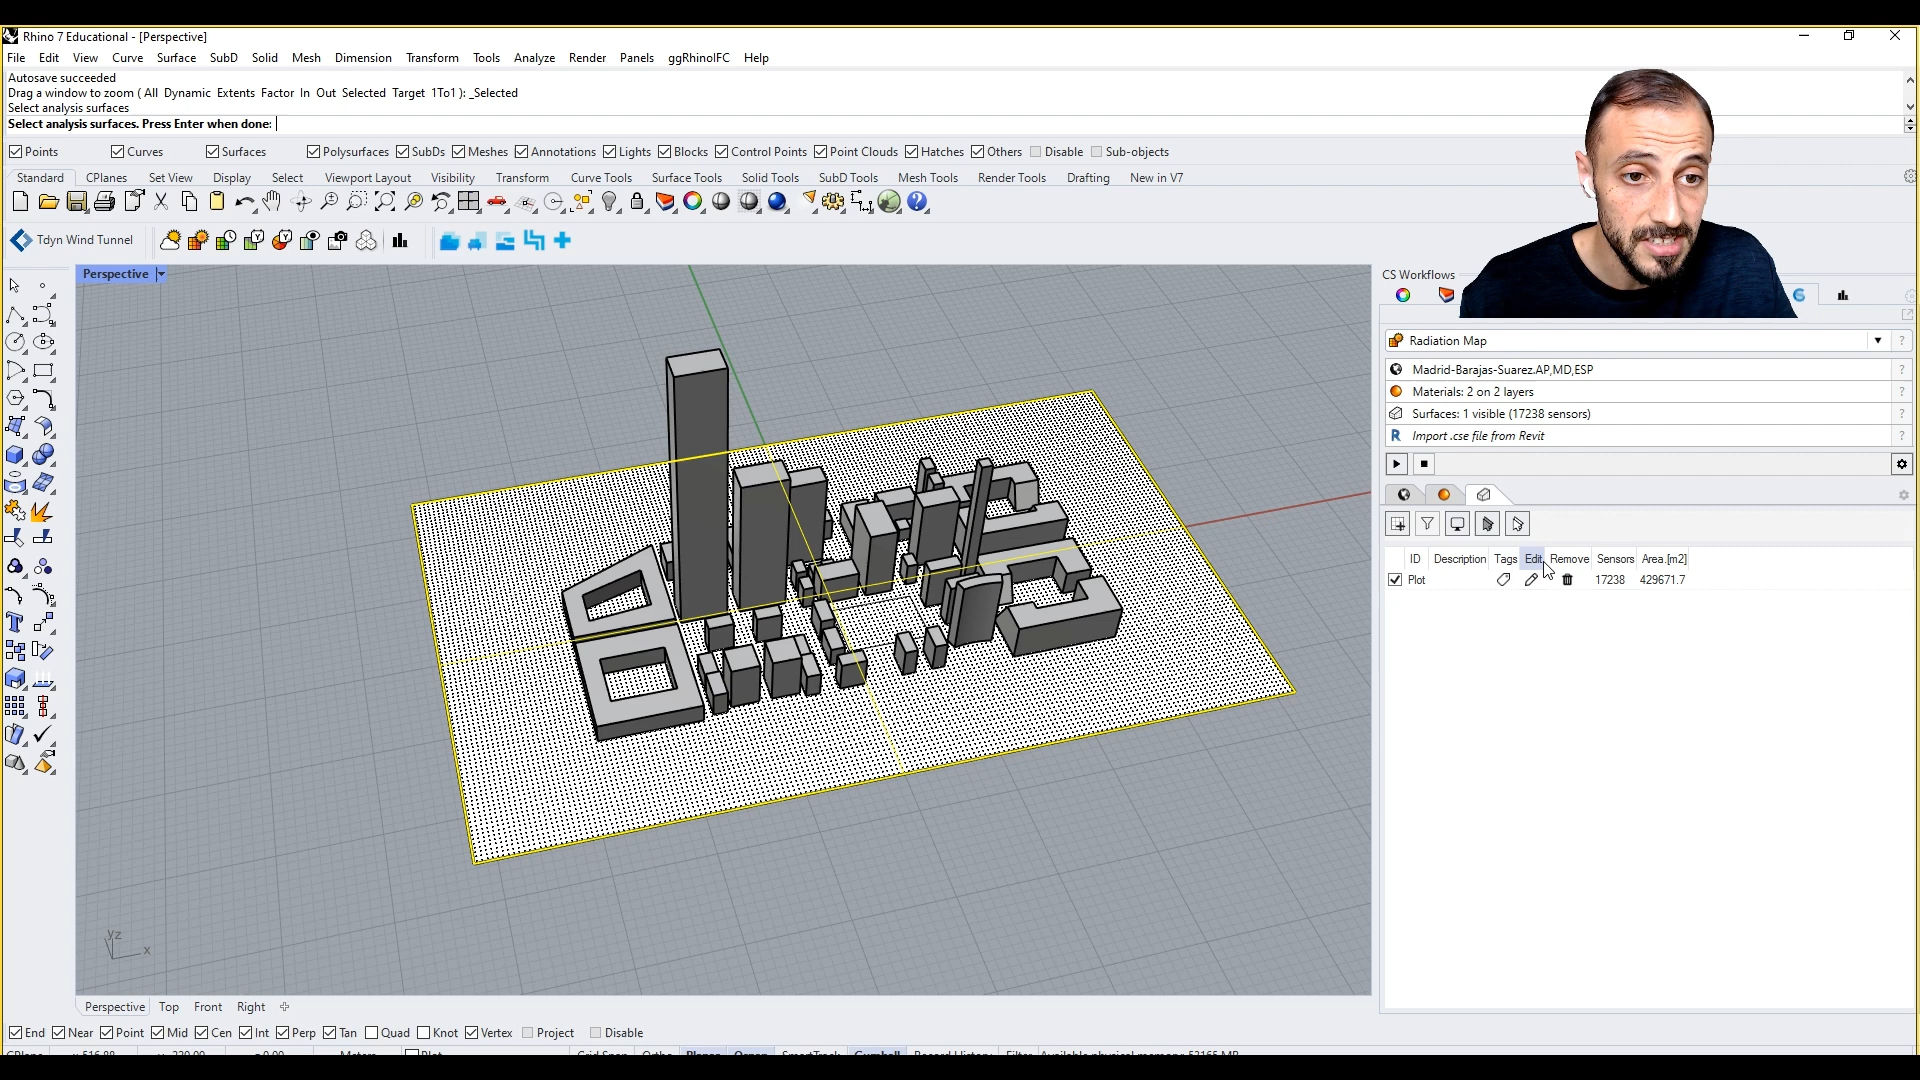 Rhino 7 Educational - [Perspective]
File Edit View Curve Surface SubD Solid Mesh Dimension Transform Tools Analyze Render Panels ggRhinoIFC Help
Autosave succeeded
Drag a window to zoom ( All Dynamic Extents Factor In Out Selected Target 1To1 ): _Selected
Select analysis surfaces
Select analysis surfaces. Press Enter when done:
Points Curves Surfaces Polysurfaces SubDs Meshes Annotations Lights Blocks Control Points Point Clouds Hatches Others Disable Sub-objects
Standard CPlanes Set View Display Select Viewport Layout Visibility Transform Curve Tools Surface Tools Solid Tools SubD Tools Mesh Tools Render Tools Drafting New in V7
Tdyn Wind Tunnel
Perspective
CS Workflows
Radiation Map
Madrid-Barajas-Suarez.AP,MD,ESP
Materials: 2 on 2 layers
Surfaces: 1 visible (17238 sensors)
Import .cse file from Revit
ID Description Tags Edit Remove Sensors Area [m2]
Plot 17238 429671.7
yz
x
Perspective Top Front Right
End Near Point Mid Cen Int Perp Tan Quad Knot Vertex Project Disable